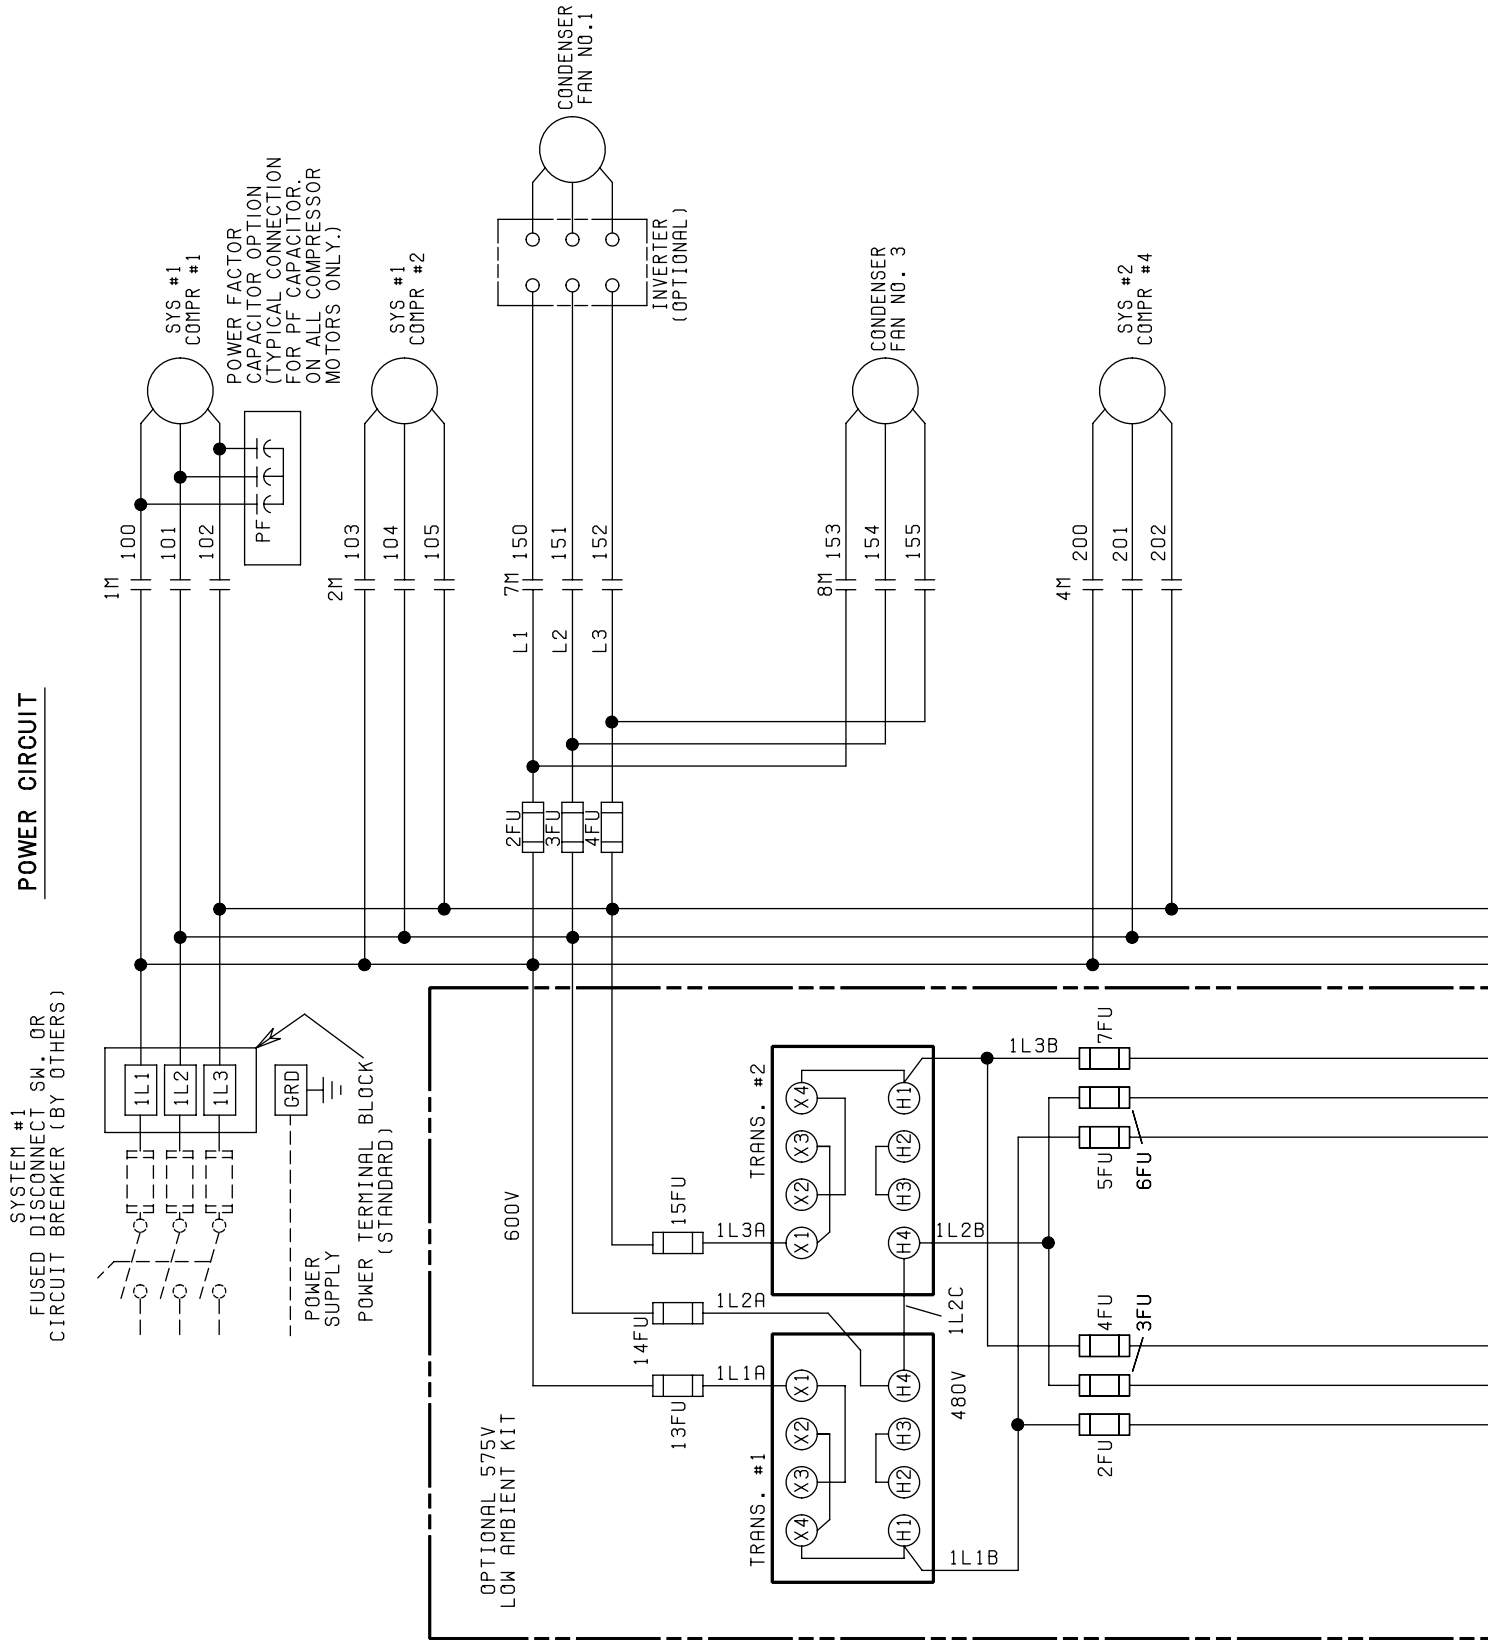 POWER CIRCUIT
SYSTEM #1
FUSED DISCONNECT SW. OR
CIRCUIT BREAKER (BY OTHERS)
1L1
1L2
1L3
GRD
POWER
SUPPLY
POWER TERMINAL BLOCK
(STANDARD)
1M
100
101
102
SYS #1
COMPR #1
PF
POWER FACTOR
CAPACITOR OPTION
(TYPICAL CONNECTION
FOR PF CAPACITOR.
ON ALL COMPRESSOR
MOTORS ONLY.)
2M
103
104
105
SYS #1
COMPR #2
2FU
3FU
4FU
L1
L2
L3
7M
150
151
152
INVERTER
(OPTIONAL)
CONDENSER
FAN NO.1
8M
153
154
155
CONDENSER
FAN NO. 3
4M
200
201
202
SYS #2
COMPR #4
OPTIONAL 575V
LOW AMBIENT KIT
600V
13FU
14FU
15FU
1L1A
1L2A
1L3A
TRANS. #1
X4
X3
X2
X1
H1
H2
H3
H4
TRANS. #2
X1
X2
X3
X4
H4
H3
H2
H1
480V
1L1B
1L2C
1L2B
1L3B
2FU
3FU
4FU
5FU
6FU
7FU